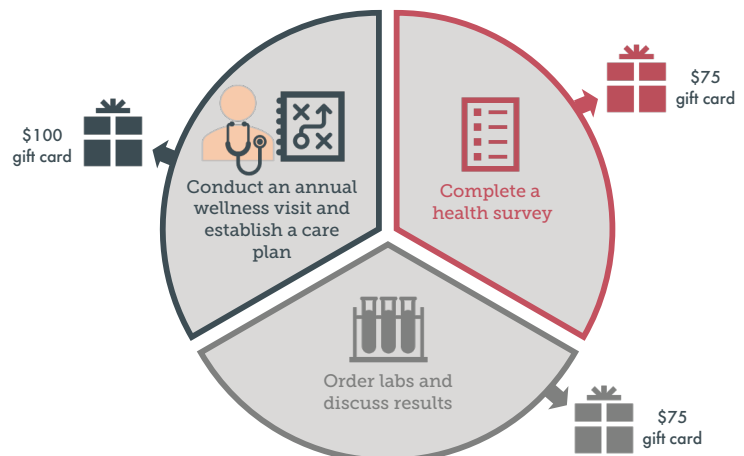 $100
gift card
Conduct an annual
wellness visit and
establish a care
plan
$75
gift card
Complete a
health survey
Order labs and
discuss results
$75
gift card